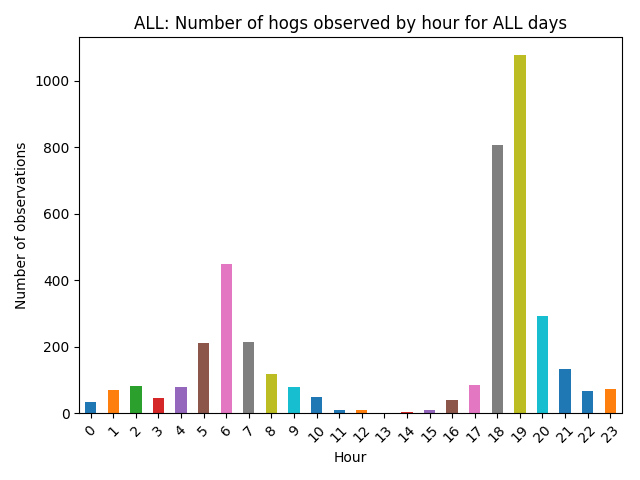 ALL: Number of hogs observed by hour for ALL days
Number of observations
1000
800
600
400
200
0
0 1 2 3 4 5 6 7 8 9 10 11 12 13 14 15 16 17 18 19 20 21 22 23
Hour